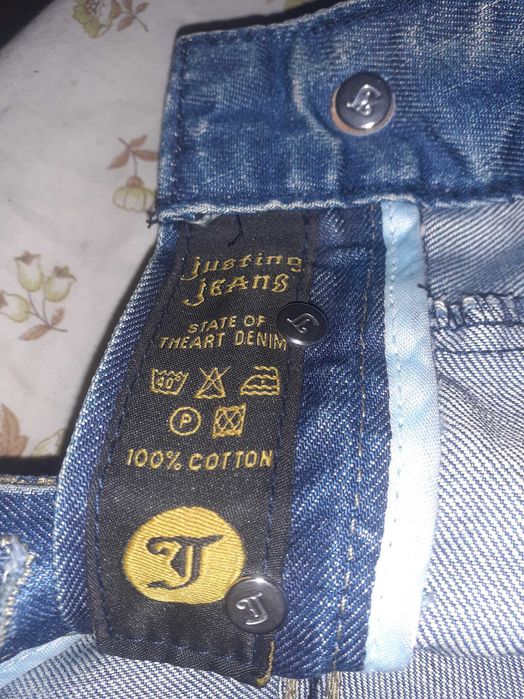 justing
jeans
STATE OF
THEART DENIM
40°
P
100% COTTON
J
J
J
J